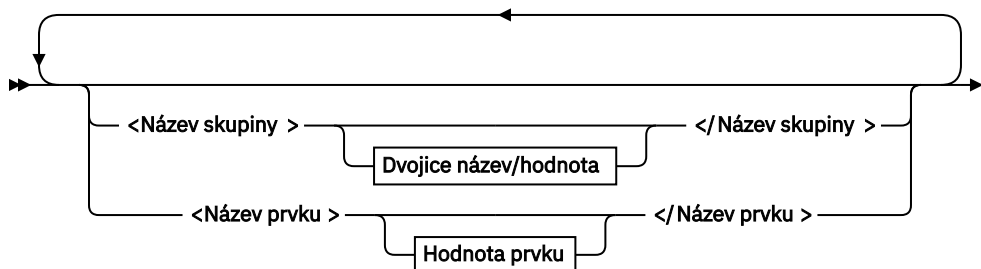 <Název skupiny > </Název skupiny >
Dvojice název/hodnota
<Název prvku > </Název prvku >
Hodnota prvku